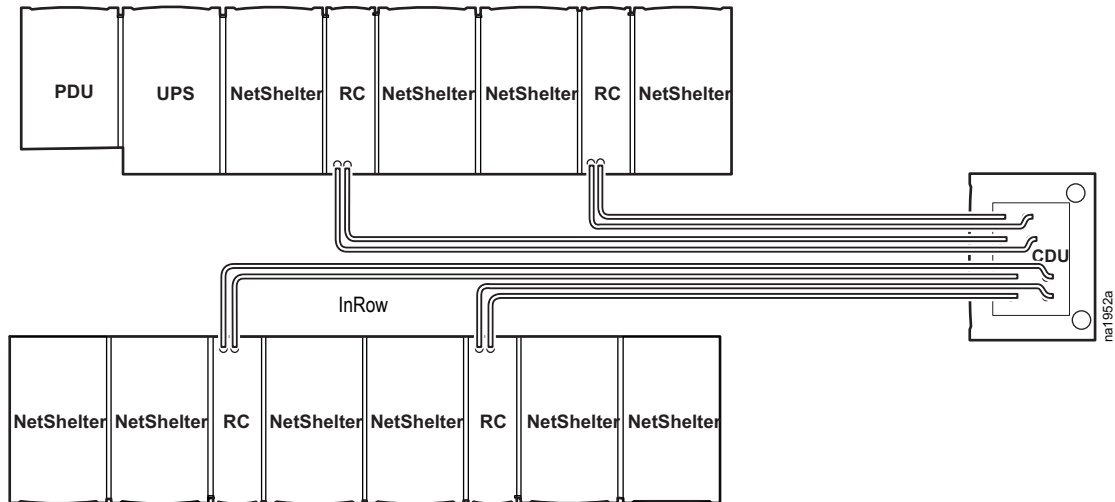 PDU UPS NetShelter RC NetShelter NetShelter RC NetShelter
CDU
InRow
na1952a
NetShelter NetShelter RC NetShelter NetShelter RC NetShelter NetShelter